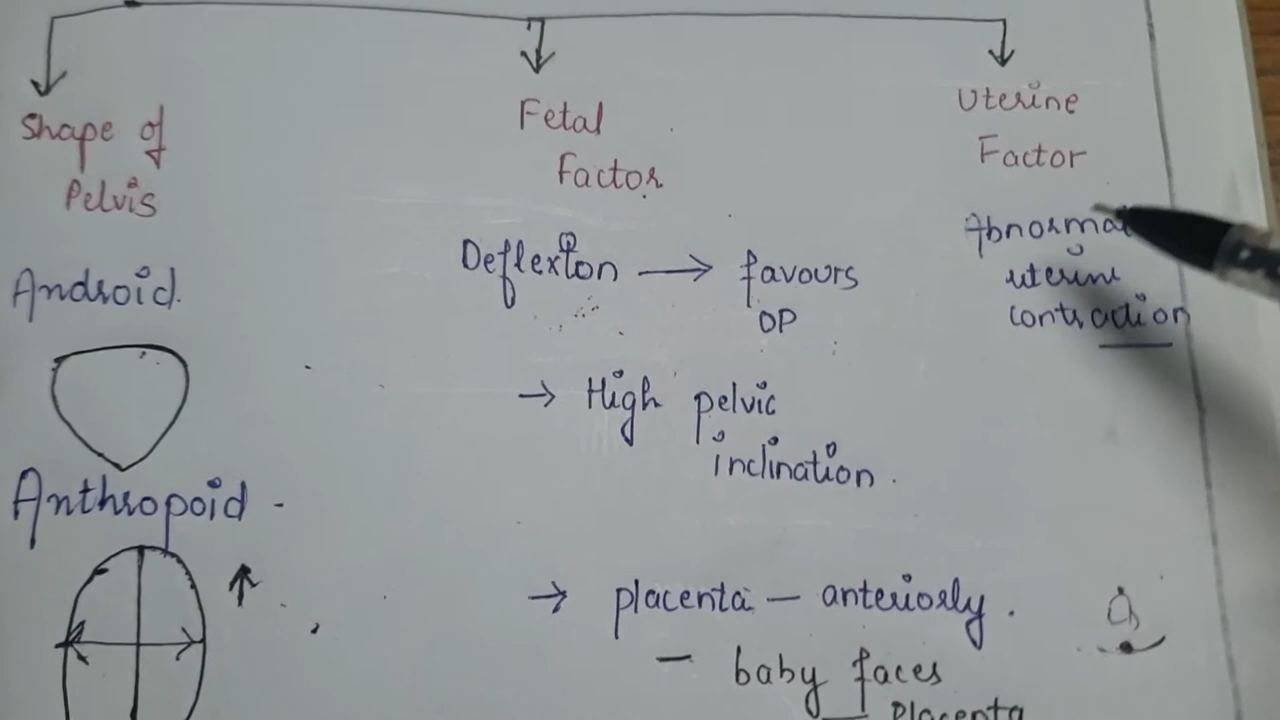 Shape of
Pelvis
Android.
Anthropoid -
Fetal
Factor
Deflexion → favours
OP
→ High pelvic
inclination.
→ placenta – anteriorly.
– baby faces
Placenta
Uterine
Factor
Abnormal
uterine
contraction